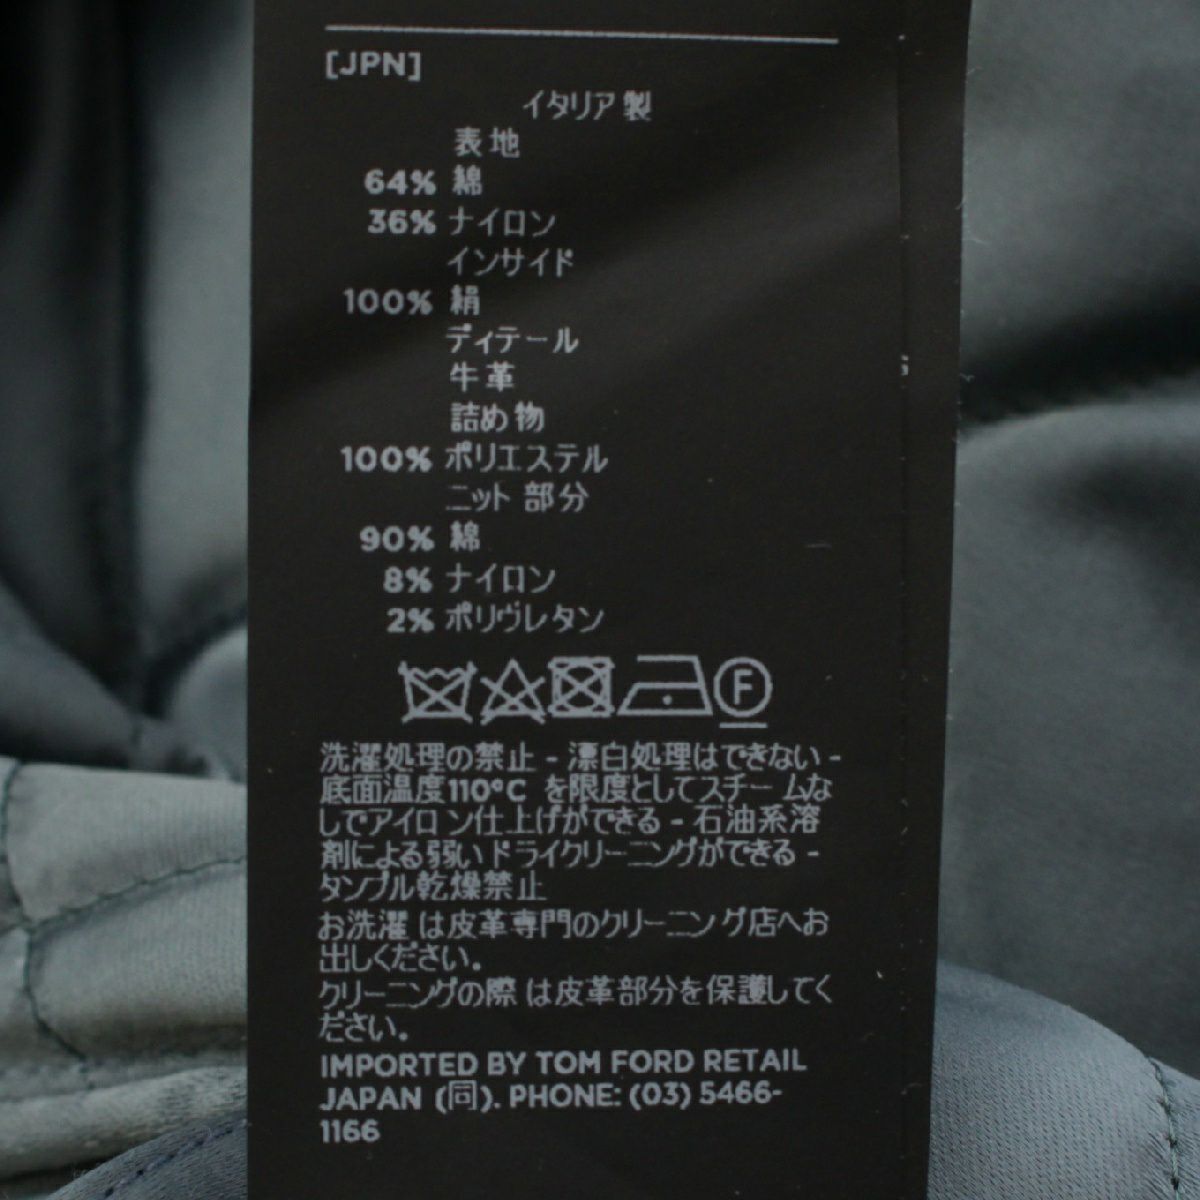 [JPN]
イタリア製
表地
64% 綿
36% ナイロン
インサイド
100% 絹
ディテール
牛革
詰め物
100% ポリエステル
ニット 部分
90% 綿
8% ナイロン
2% ポリウレタン
F
洗濯処理の禁止 - 漂白処理はできない -
底面温度110°C を限度としてスチームな
しでアイロン仕上げができる - 石油系溶
剤による弱いドライクリーニングができる -
タンブル乾燥禁止
お洗濯 は皮革専門のクリーニング店へお
出しください。
クリーニングの際 は皮革部分を保護してく
ださい。
IMPORTED BY TOM FORD RETAIL
JAPAN (同). PHONE: (03) 5466-
1166